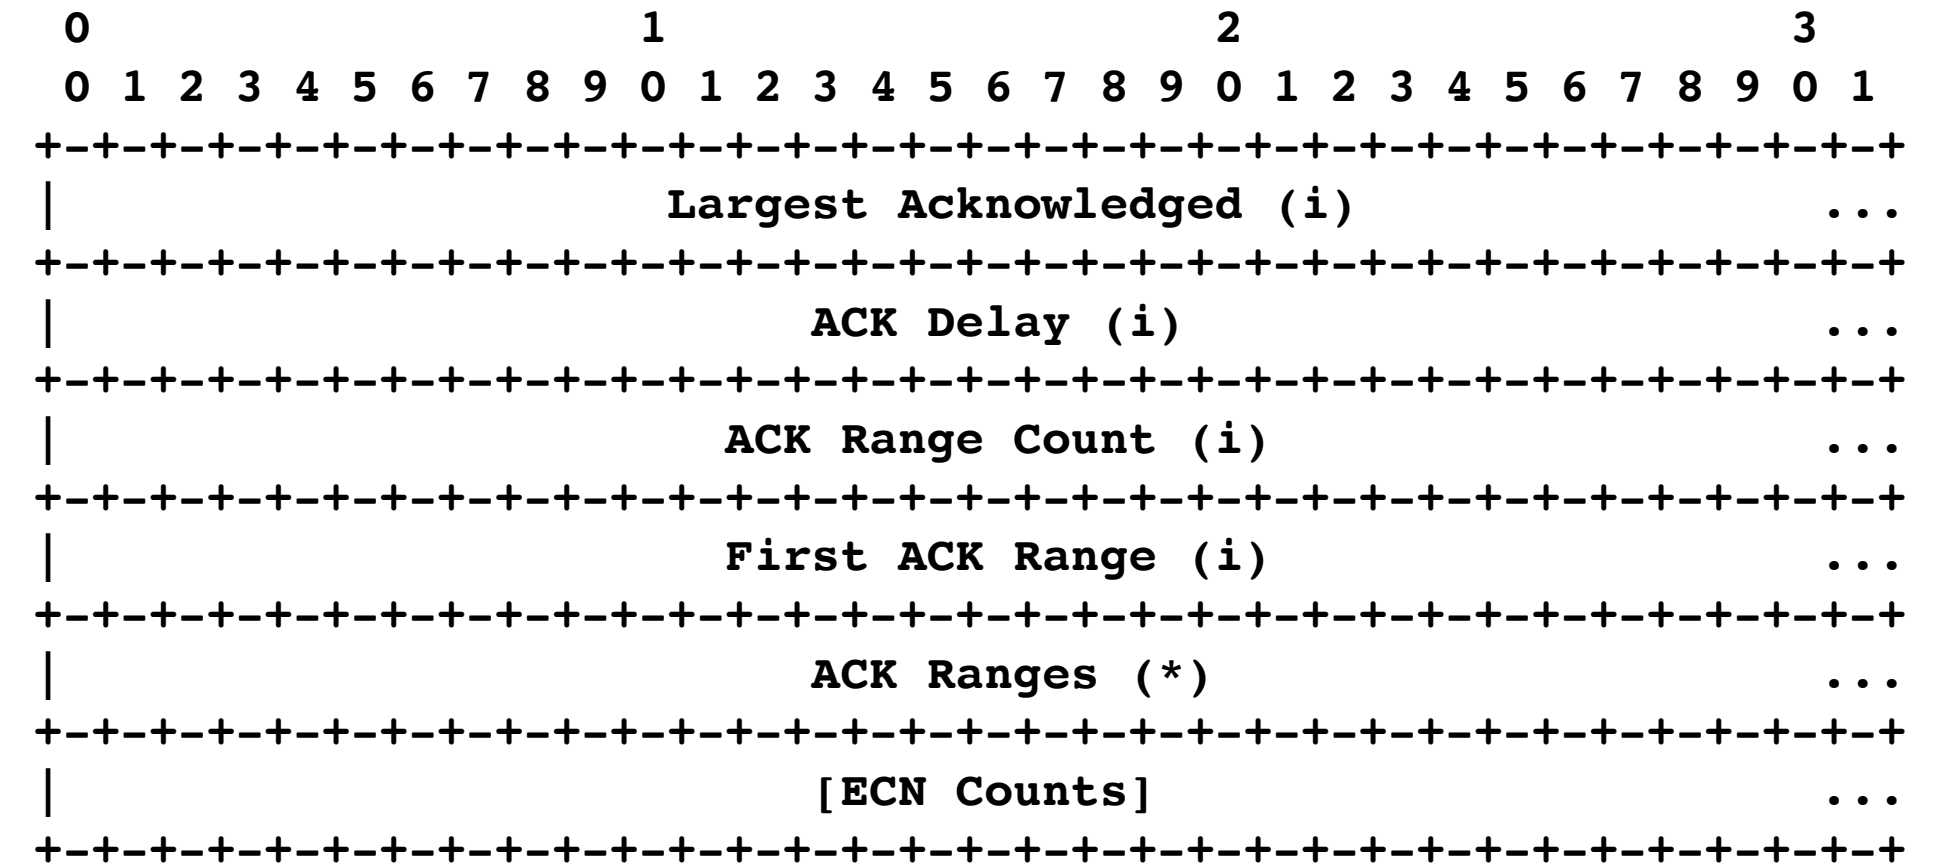 0                   1                   2                   3
 0 1 2 3 4 5 6 7 8 9 0 1 2 3 4 5 6 7 8 9 0 1 2 3 4 5 6 7 8 9 0 1
+-+-+-+-+-+-+-+-+-+-+-+-+-+-+-+-+-+-+-+-+-+-+-+-+-+-+-+-+-+-+-+-+
|                     Largest Acknowledged (i)                ...
+-+-+-+-+-+-+-+-+-+-+-+-+-+-+-+-+-+-+-+-+-+-+-+-+-+-+-+-+-+-+-+-+
|                          ACK Delay (i)                      ...
+-+-+-+-+-+-+-+-+-+-+-+-+-+-+-+-+-+-+-+-+-+-+-+-+-+-+-+-+-+-+-+-+
|                       ACK Range Count (i)                   ...
+-+-+-+-+-+-+-+-+-+-+-+-+-+-+-+-+-+-+-+-+-+-+-+-+-+-+-+-+-+-+-+-+
|                       First ACK Range (i)                   ...
+-+-+-+-+-+-+-+-+-+-+-+-+-+-+-+-+-+-+-+-+-+-+-+-+-+-+-+-+-+-+-+-+
|                          ACK Ranges (*)                     ...
+-+-+-+-+-+-+-+-+-+-+-+-+-+-+-+-+-+-+-+-+-+-+-+-+-+-+-+-+-+-+-+-+
|                          [ECN Counts]                       ...
+-+-+-+-+-+-+-+-+-+-+-+-+-+-+-+-+-+-+-+-+-+-+-+-+-+-+-+-+-+-+-+-+